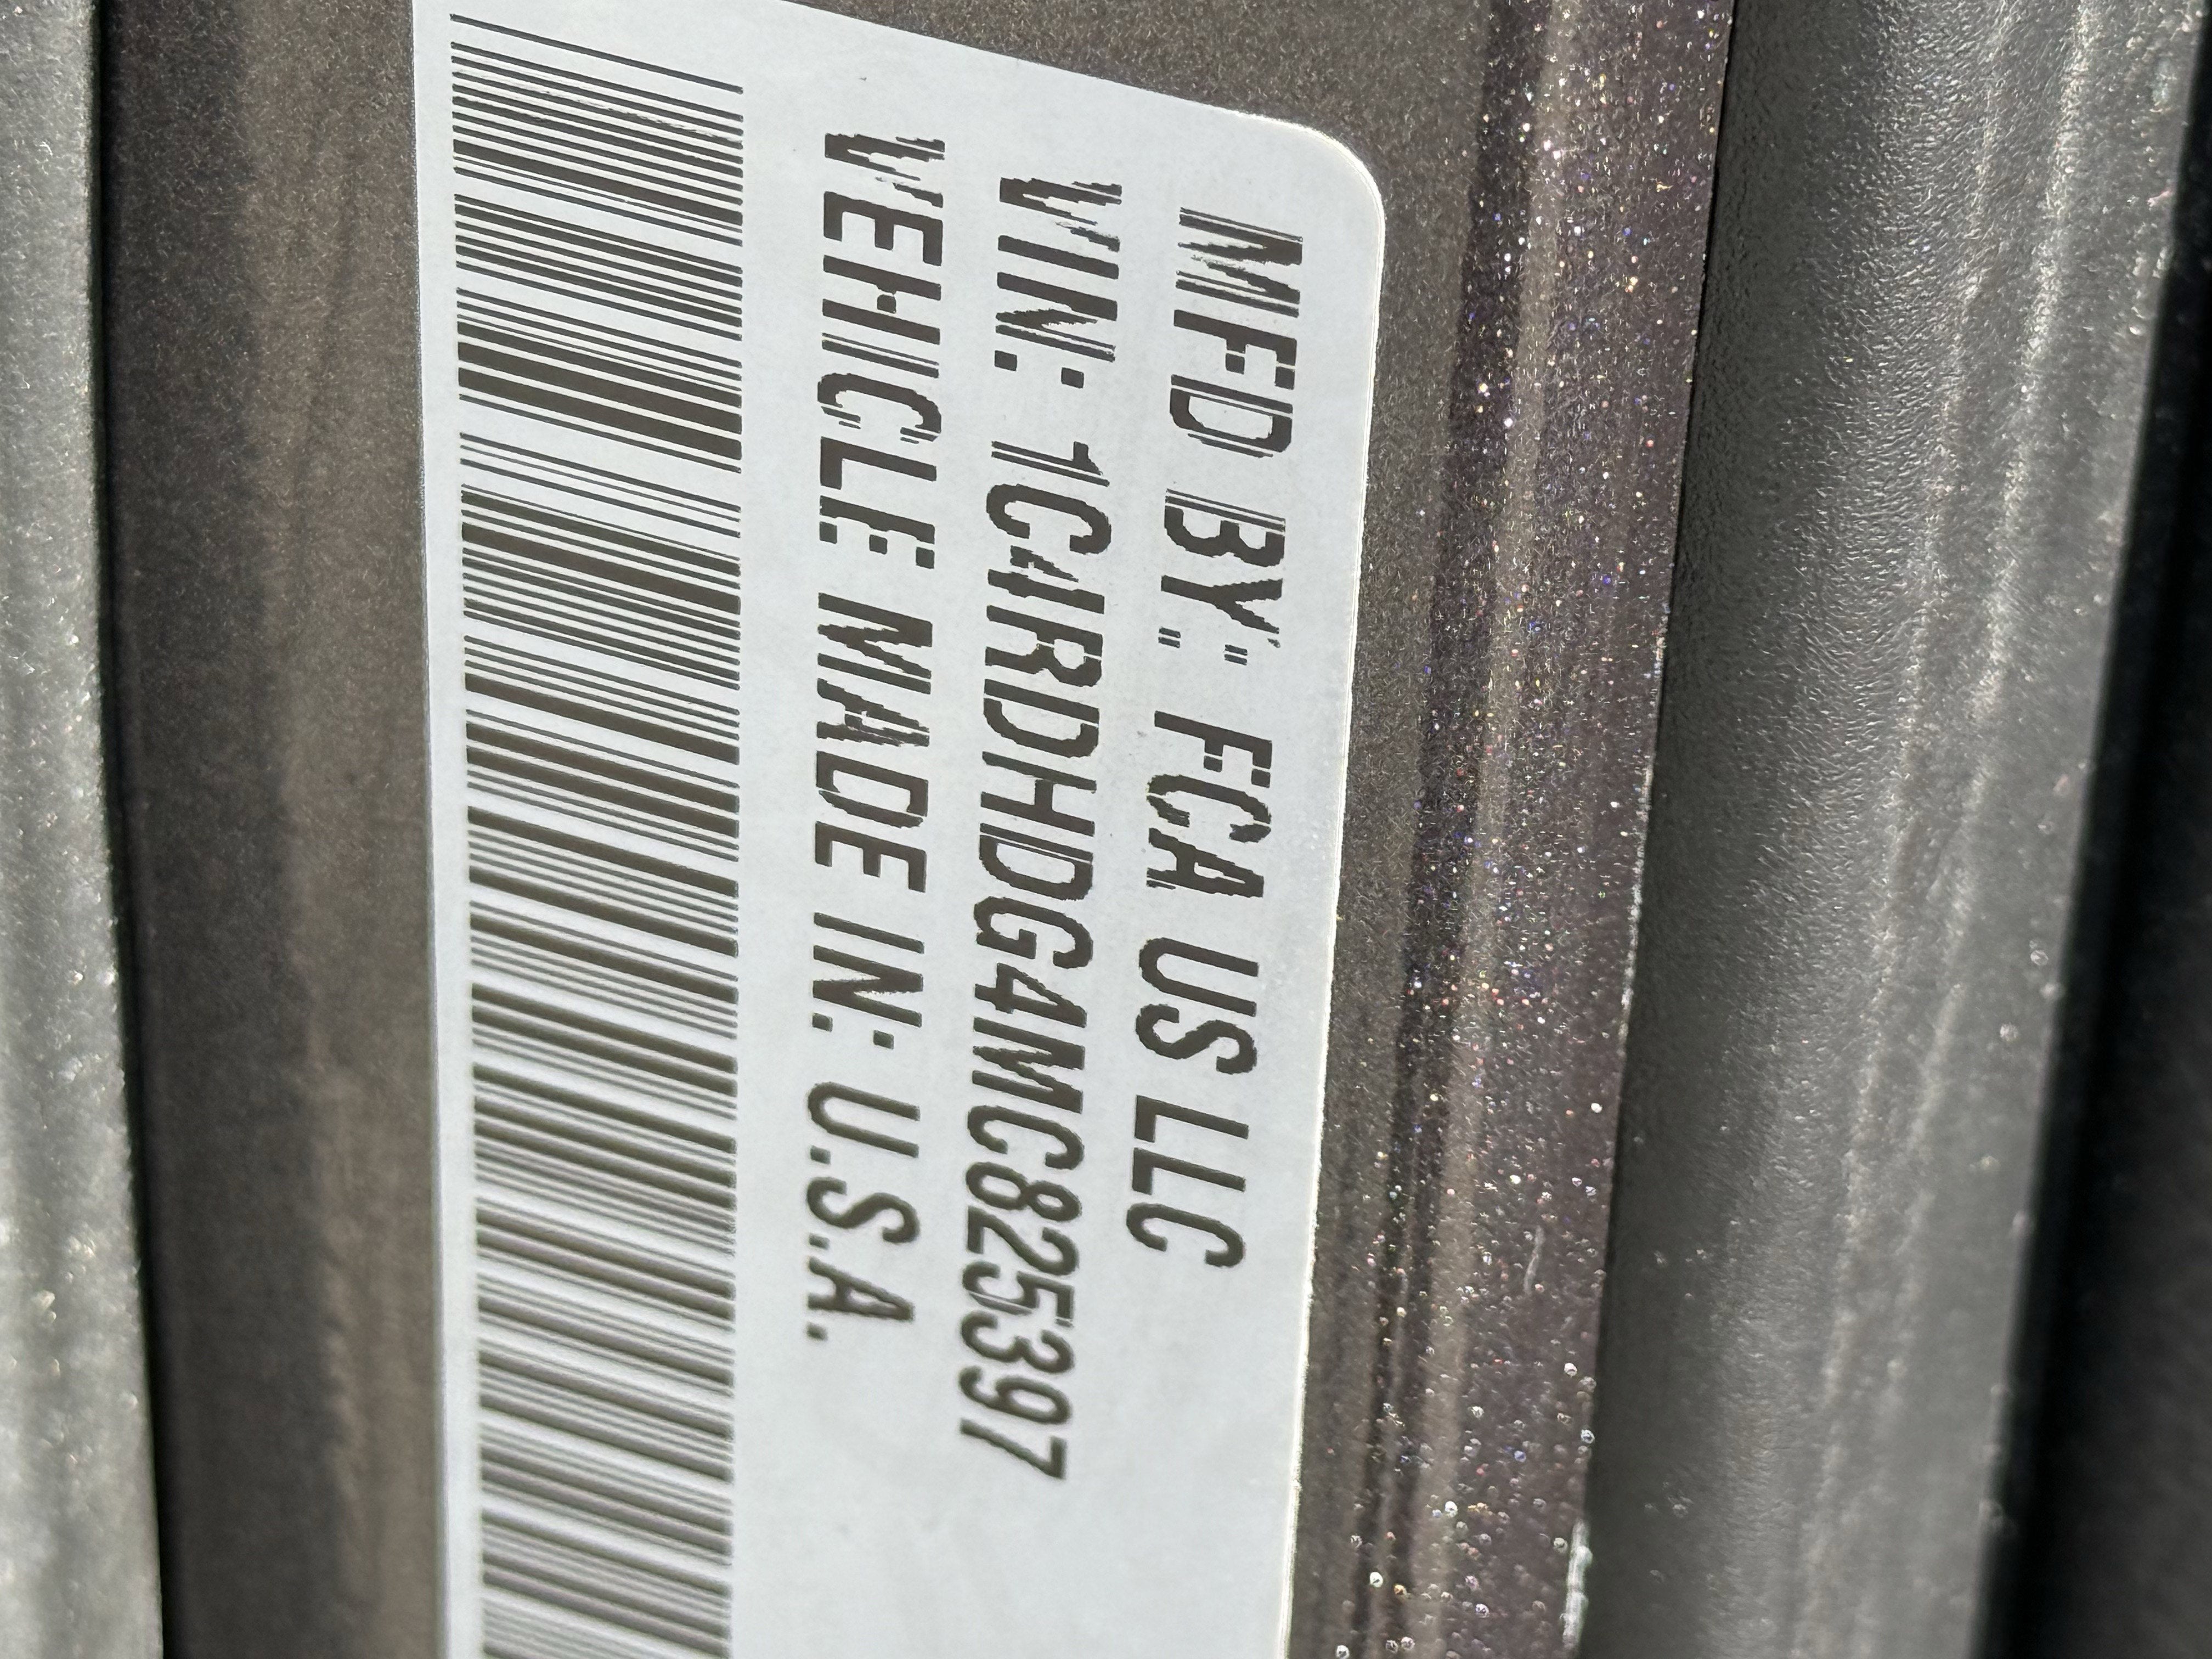 MFD BY: FCA US LLC
VIN: 1C4RDHDG4MC825397
VEHICLE MADE IN: U.S.A.